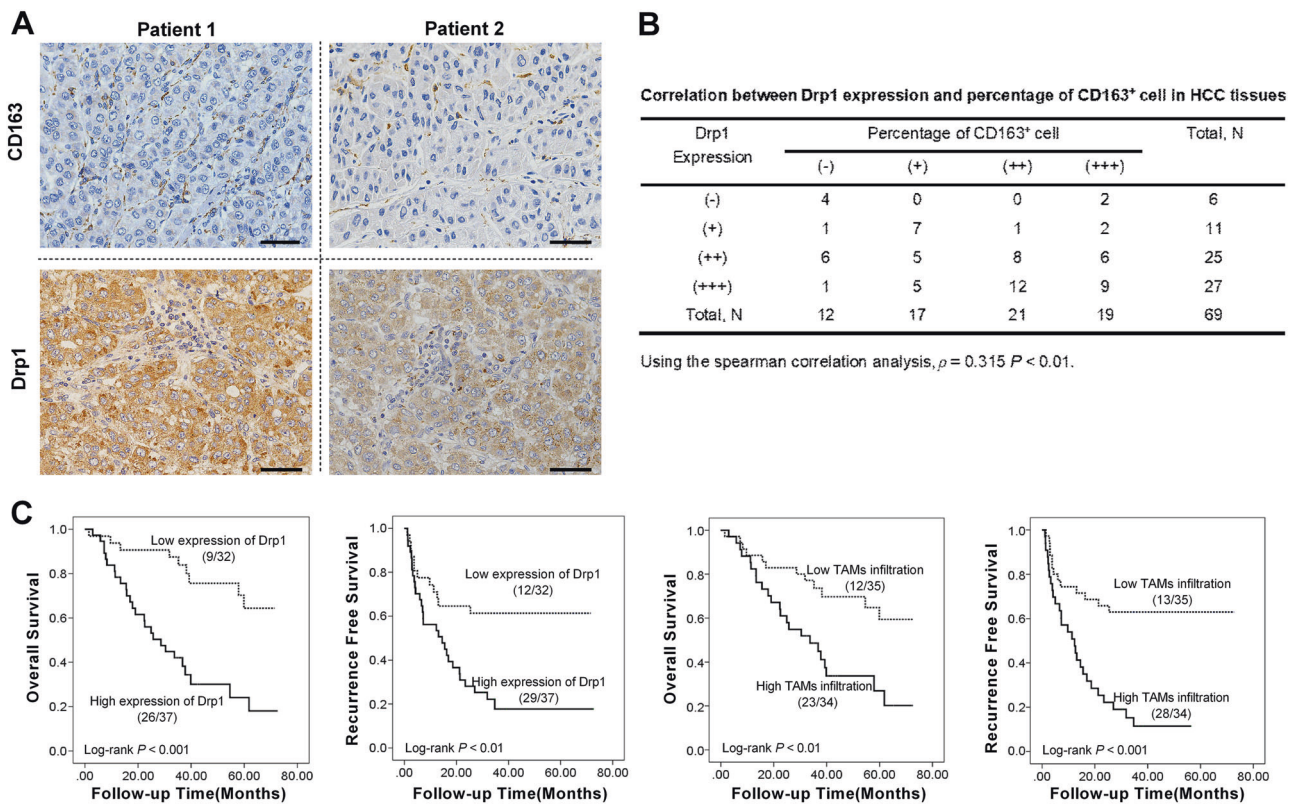 A
Patient 1
Patient 2
CD163
Drp1
B
Correlation between Drp1 expression and percentage of CD163⁺ cell in HCC tissues
Drp1 Expression Percentage of CD163⁺ cell Total, N
(-) (+) (++) (+++)
(-) 4 0 0 2 6
(+) 1 7 1 2 11
(++) 6 5 8 6 25
(+++) 1 5 12 9 27
Total, N 12 17 21 19 69
Using the spearman correlation analysis, ρ = 0.315 P < 0.01.
C
Overall Survival
1.0
0.8
0.6
0.4
0.2
0.0
Low expression of Drp1
(9/32)
High expression of Drp1
(26/37)
Log-rank P < 0.001
.00 20.00 40.00 60.00 80.00
Follow-up Time(Months)
Recurrence Free Survival
1.0
0.8
0.6
0.4
0.2
0.0
Low expression of Drp1
(12/32)
High expression of Drp1
(29/37)
Log-rank P < 0.01
.00 20.00 40.00 60.00 80.00
Follow-up Time(Months)
Overall Survival
1.0
0.8
0.6
0.4
0.2
0.0
Low TAMs infiltration
(12/35)
High TAMs infiltration
(23/34)
Log-rank P < 0.01
.00 20.00 40.00 60.00 80.00
Follow-up Time(Months)
Recurrence Free Survival
1.0
0.8
0.6
0.4
0.2
0.0
Low TAMs infiltration
(13/35)
High TAMs infiltration
(28/34)
Log-rank P < 0.001
.00 20.00 40.00 60.00 80.00
Follow-up Time(Months)